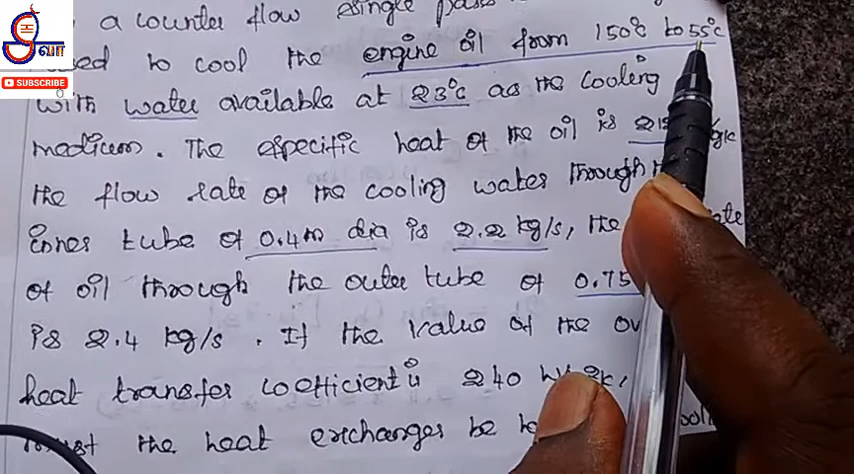 a counter flow single pass
to cool the engine oil from 150°C to 55°C
with water available at 23°C as the cooling
medium. The specific heat of the oil is
the flow rate of the cooling water through
inner tube of 0.4m dia is 2.2 kg/s, the
of oil through the outer tube of 0.75
is 2.4 kg/s. If the value of the
heat transfer coefficient is 240
the heat exchanger be
வா
SUBSCRIBE